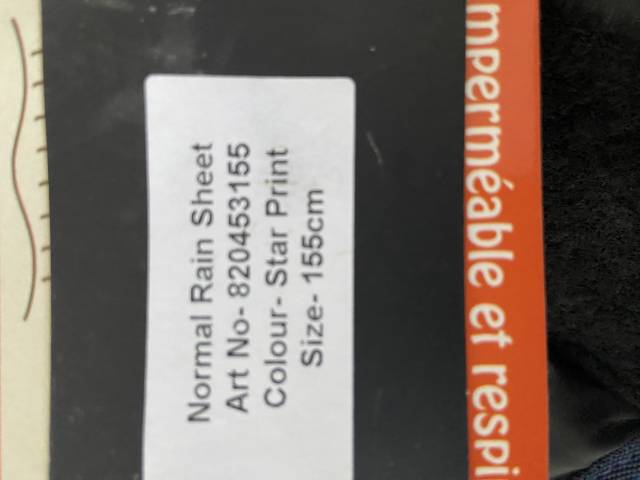 Normal Rain Sheet
Art No- 820453155
Colour- Star Print
Size- 155cm
mperméable et respi